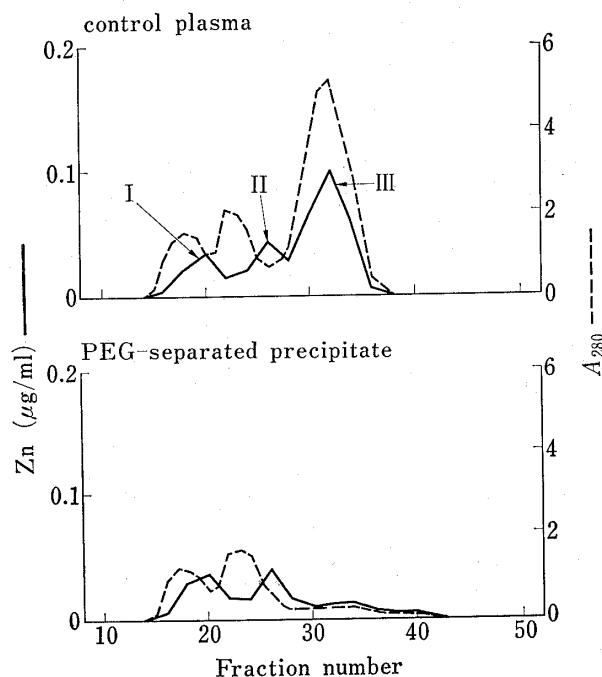 control plasma
0.2
0.1
0
6
4
2
0
I
II
III
PEG-separated precipitate
0.2
0.1
0
6
4
2
0
10
20
30
40
50
Fraction number
Zn (μg/ml)
A280